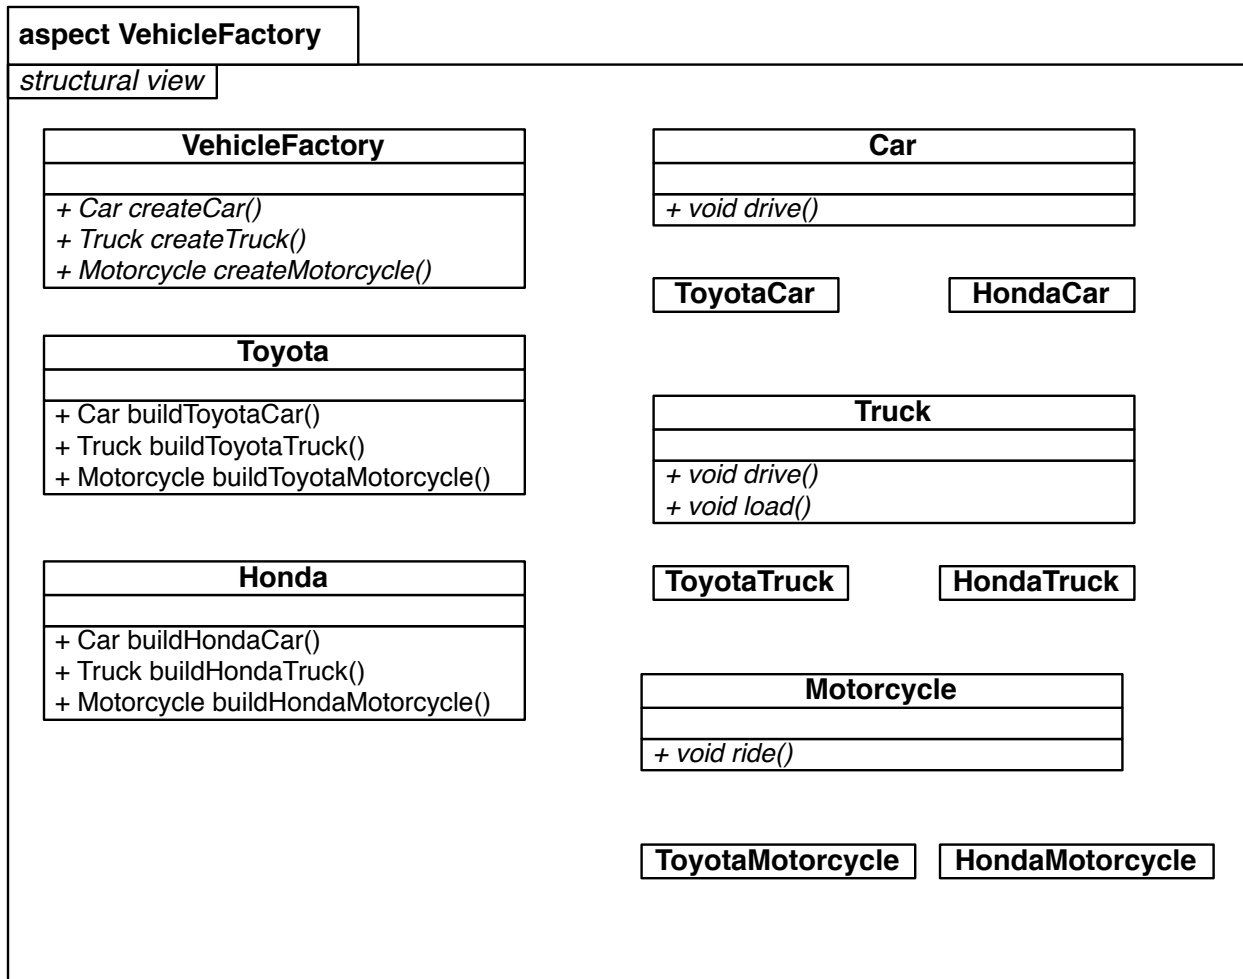 aspect VehicleFactory
structural view
VehicleFactory
+ Car createCar()
+ Truck createTruck()
+ Motorcycle createMotorcycle()
Toyota
+ Car buildToyotaCar()
+ Truck buildToyotaTruck()
+ Motorcycle buildToyotaMotorcycle()
Honda
+ Car buildHondaCar()
+ Truck buildHondaTruck()
+ Motorcycle buildHondaMotorcycle()
Car
+ void drive()
ToyotaCar
HondaCar
Truck
+ void drive()
+ void load()
ToyotaTruck
HondaTruck
Motorcycle
+ void ride()
ToyotaMotorcycle
HondaMotorcycle